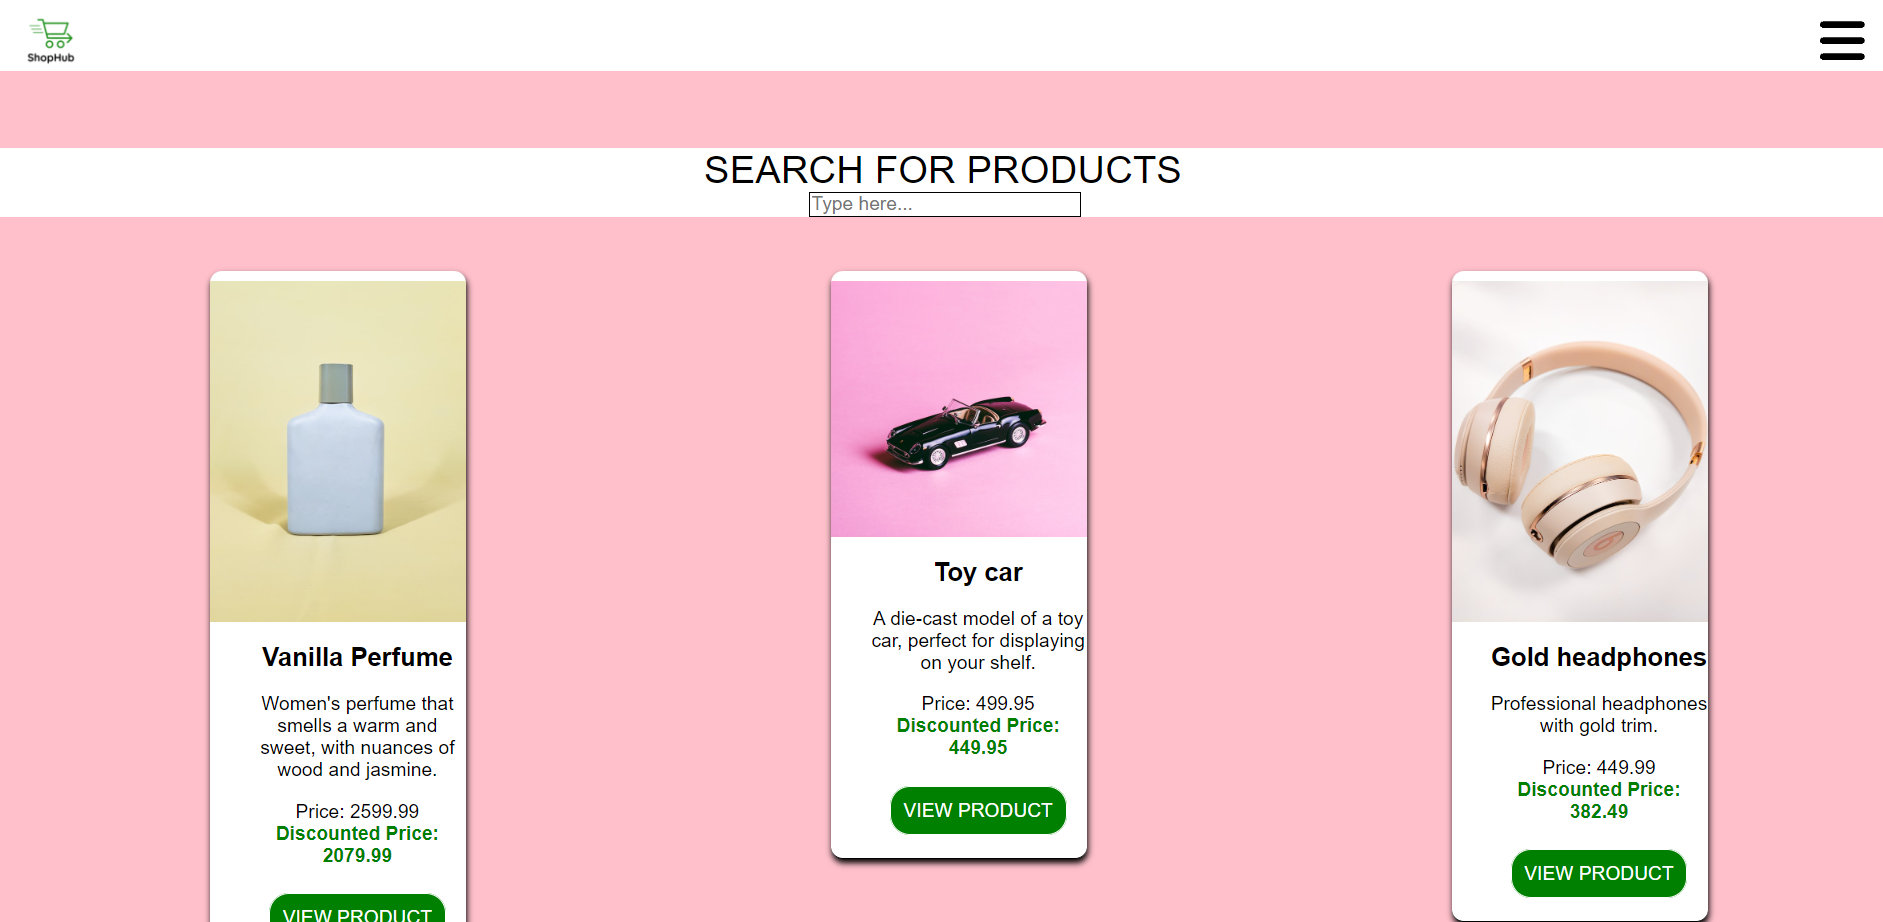 ShopHub
SEARCH FOR PRODUCTS
Type here...
Vanilla Perfume
Women's perfume that
smells a warm and
sweet, with nuances of
wood and jasmine.
Price: 2599.99
Discounted Price:
2079.99
VIEW PRODUCT
Toy car
A die-cast model of a toy
car, perfect for displaying
on your shelf.
Price: 499.95
Discounted Price:
449.95
VIEW PRODUCT
Gold headphones
Professional headphones
with gold trim.
Price: 449.99
Discounted Price:
382.49
VIEW PRODUCT